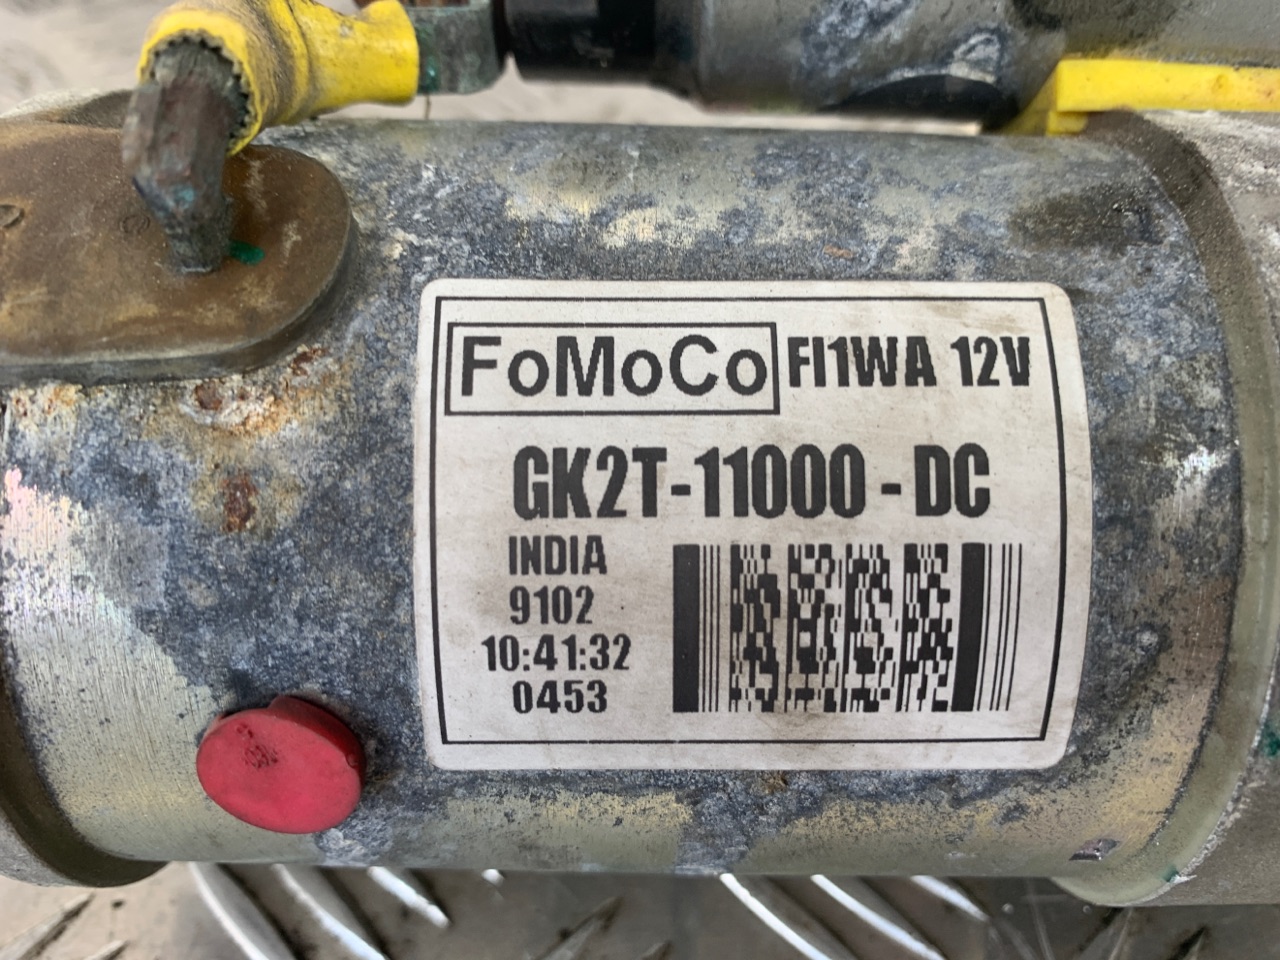 FoMoCo FI1WA 12V
GK2T-11000-DC
INDIA
9102
10:41:32
0453